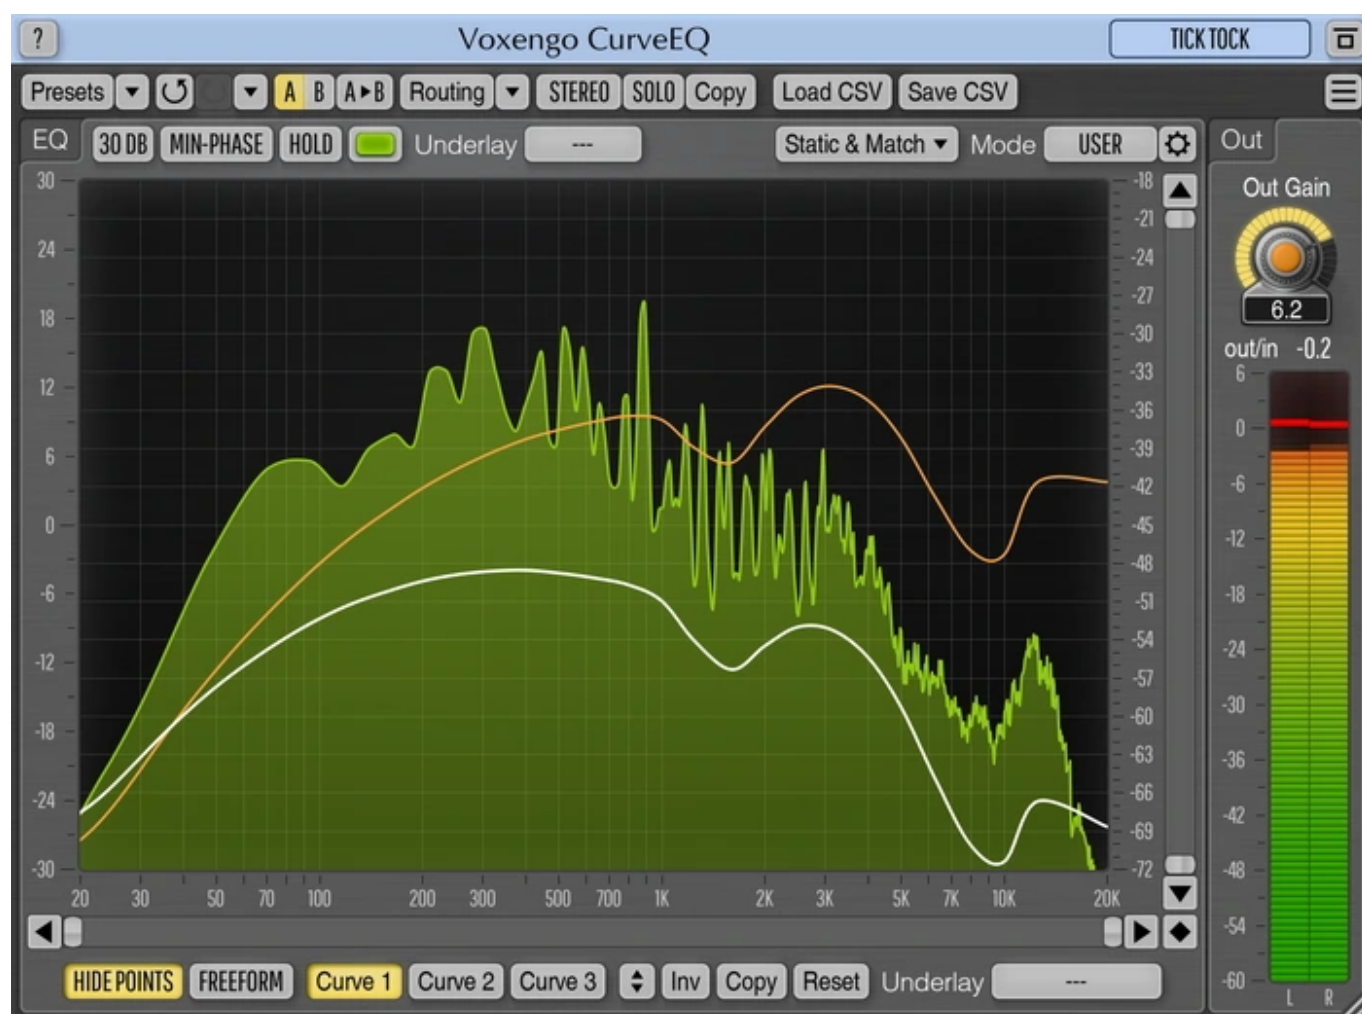 ? Voxengo CurveEQ TICK TOCK
Presets A B A▸B Routing STEREO SOLO Copy Load CSV Save CSV
EQ 30 DB MIN-PHASE HOLD Underlay --- Static & Match Mode USER Out
Out Gain
6.2
out/in -0.2
30 24 18 12 6 0 -6 -12 -18 -24 -30
-18 -21 -24 -27 -30 -33 -36 -39 -42 -45 -48 -51 -54 -57 -60 -63 -66 -69 -72
6 0 -6 -12 -18 -24 -30 -36 -42 -48 -54 -60
L R
20 30 50 70 100 200 300 500 700 1K 2K 3K 5K 7K 10K 20K
HIDE POINTS FREEFORM Curve 1 Curve 2 Curve 3 Inv Copy Reset Underlay ---